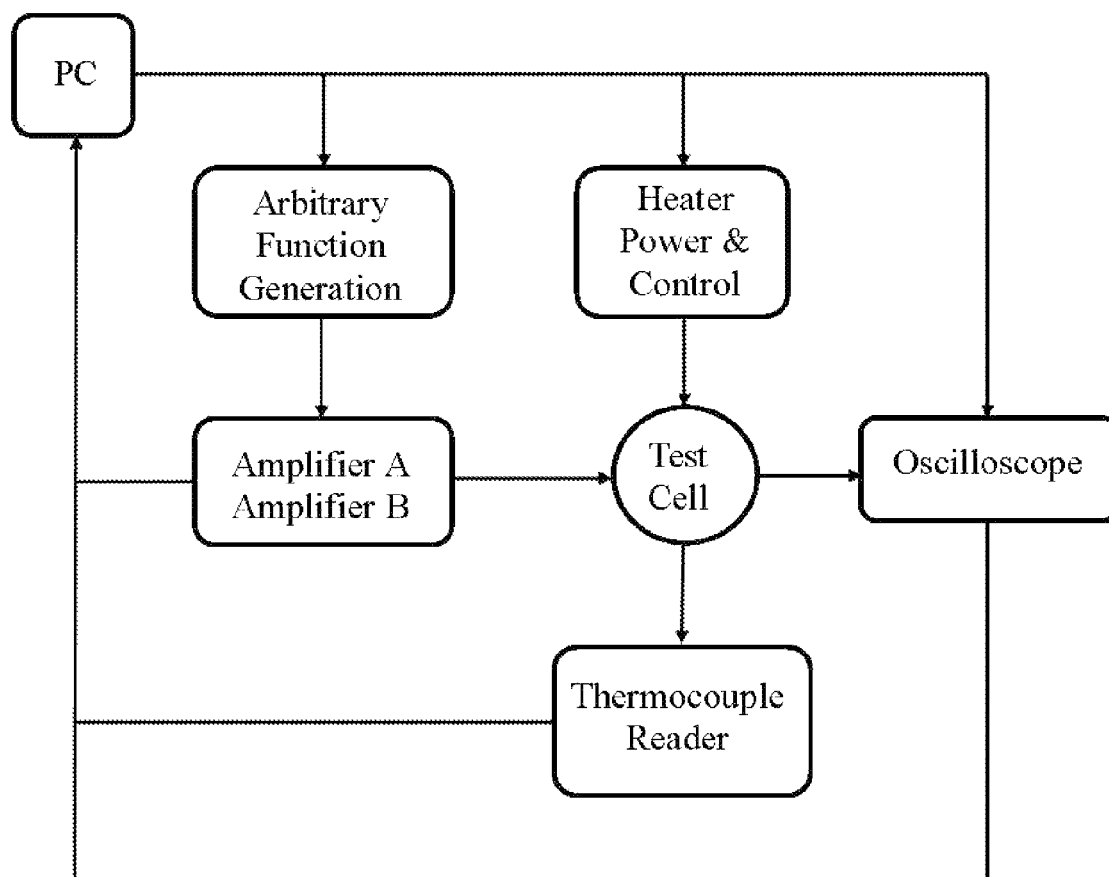 PC
Arbitrary
Function
Generation
Heater
Power &
Control
Amplifier A
Amplifier B
Test
Cell
Oscilloscope
Thermocouple
Reader